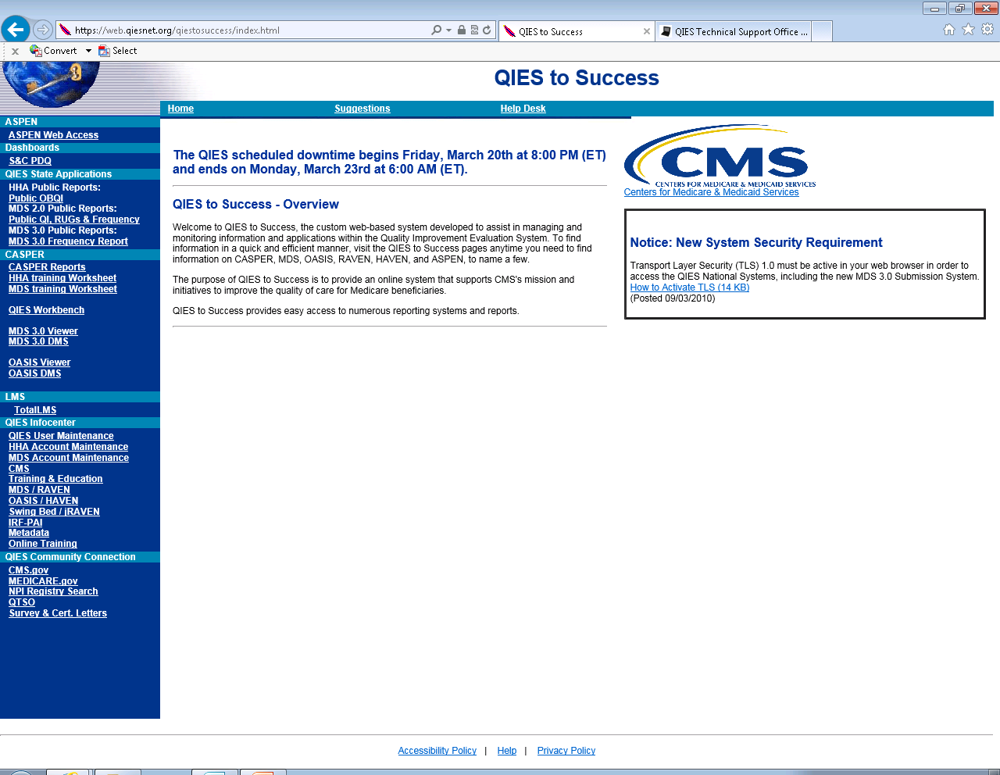 https://web.qiesnet.org/qiestosuccess/index.html
QIES to Success
QIES Technical Support Office ...
Convert
Select
QIES to Success
Home
Suggestions
Help Desk
ASPEN
ASPEN Web Access
Dashboards
S&C PDQ
QIES State Applications
HHA Public Reports:
Public OBQI
MDS 2.0 Public Reports:
Public QI, RUGs & Frequency
MDS 3.0 Public Reports:
MDS 3.0 Frequency Report
CASPER
CASPER Reports
HHA training Worksheet
MDS training Worksheet
QIES Workbench
MDS 3.0 Viewer
MDS 3.0 DMS
OASIS Viewer
OASIS DMS
LMS
TotalLMS
QIES Infocenter
QIES User Maintenance
HHA Account Maintenance
MDS Account Maintenance
CMS
Training & Education
MDS / RAVEN
OASIS / HAVEN
Swing Bed / jRAVEN
IRF-PAI
Metadata
Online Training
QIES Community Connection
CMS.gov
MEDICARE.gov
NPI Registry Search
QTSO
Survey & Cert. Letters
The QIES scheduled downtime begins Friday, March 20th at 8:00 PM (ET)
and ends on Monday, March 23rd at 6:00 AM (ET).
QIES to Success - Overview
Welcome to QIES to Success, the custom web-based system developed to assist in managing and
monitoring information and applications within the Quality Improvement Evaluation System. To find
information in a quick and efficient manner, visit the QIES to Success pages anytime you need to find
information on CASPER, MDS, OASIS, RAVEN, HAVEN, and ASPEN, to name a few.
The purpose of QIES to Success is to provide an online system that supports CMS's mission and
initiatives to improve the quality of care for Medicare beneficiaries.
QIES to Success provides easy access to numerous reporting systems and reports.
CMS
CENTERS FOR MEDICARE & MEDICAID SERVICES
Centers for Medicare & Medicaid Services
Notice: New System Security Requirement
Transport Layer Security (TLS) 1.0 must be active in your web browser in order to
access the QIES National Systems, including the new MDS 3.0 Submission System.
How to Activate TLS (14 KB)
(Posted 09/03/2010)
Accessibility Policy | Help | Privacy Policy